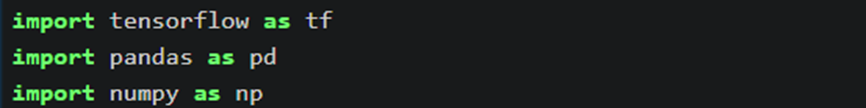 import tensorflow as tf
import pandas as pd
import numpy as np